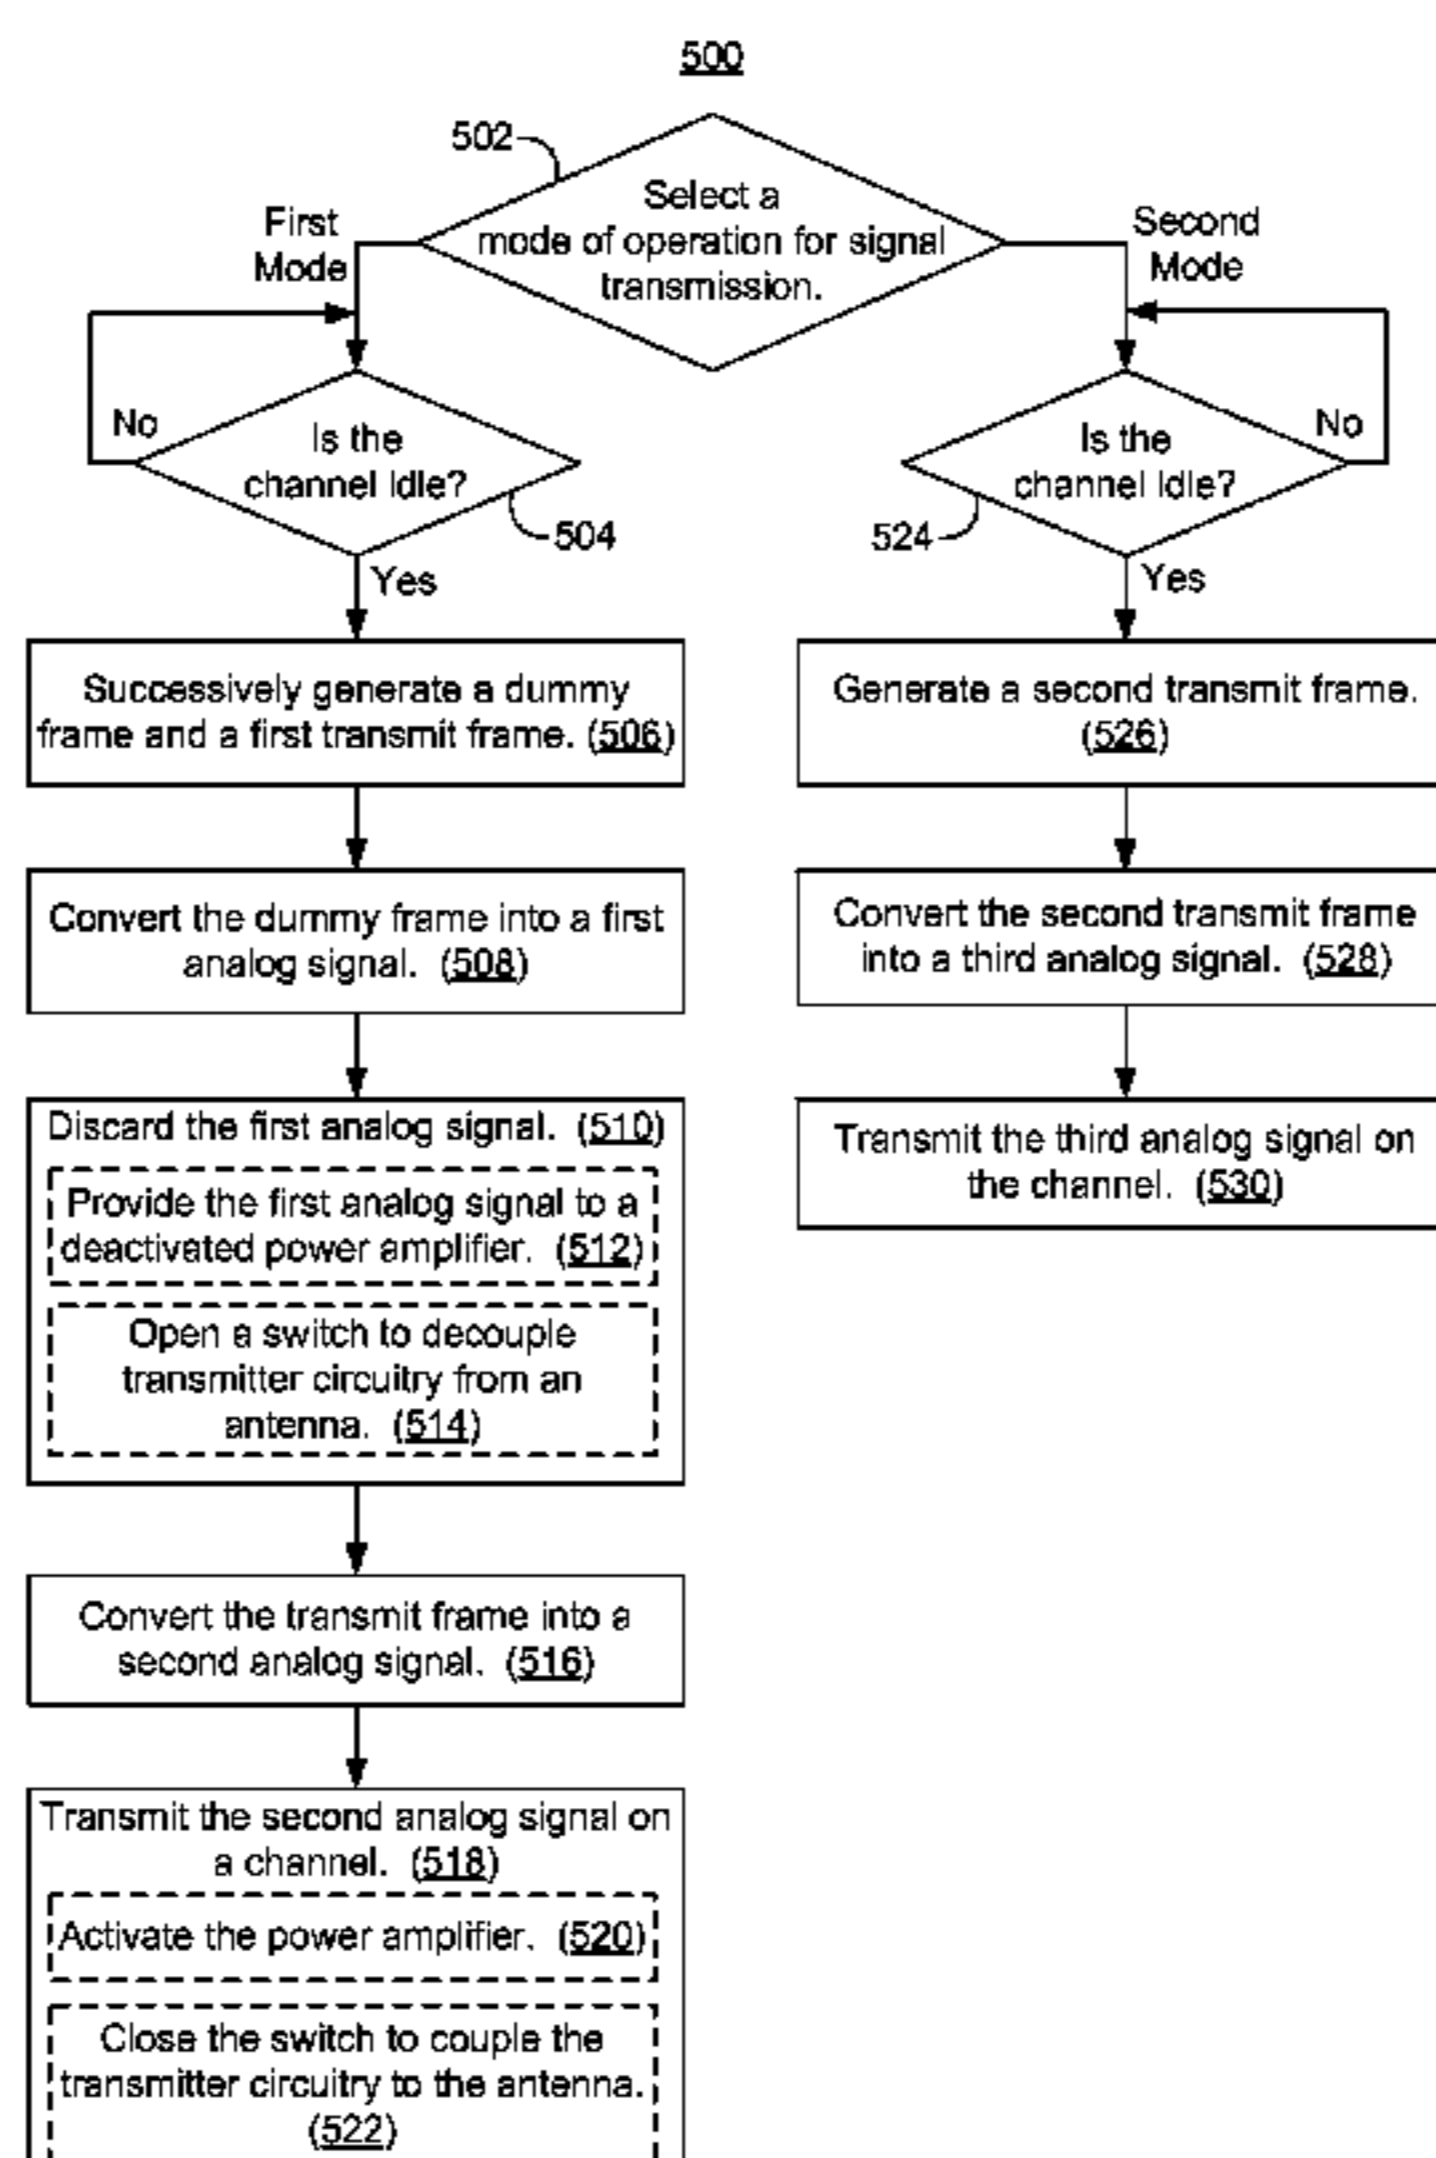 500
502
Select a
mode of operation for signal
transmission.
First
Mode
Second
Mode
No
Is the
channel idle?
504
Yes
Successively generate a dummy
frame and a first transmit frame. (506)
Convert the dummy frame into a first
analog signal. (508)
Discard the first analog signal. (510)
Provide the first analog signal to a
deactivated power amplifier. (512)
Open a switch to decouple
transmitter circuitry from an
antenna. (514)
Convert the transmit frame into a
second analog signal. (516)
Transmit the second analog signal on
a channel. (518)
Activate the power amplifier. (520)
Close the switch to couple the
transmitter circuitry to the antenna.
(522)
No
Is the
channel idle?
524
Yes
Generate a second transmit frame.
(526)
Convert the second transmit frame
into a third analog signal. (528)
Transmit the third analog signal on
the channel. (530)